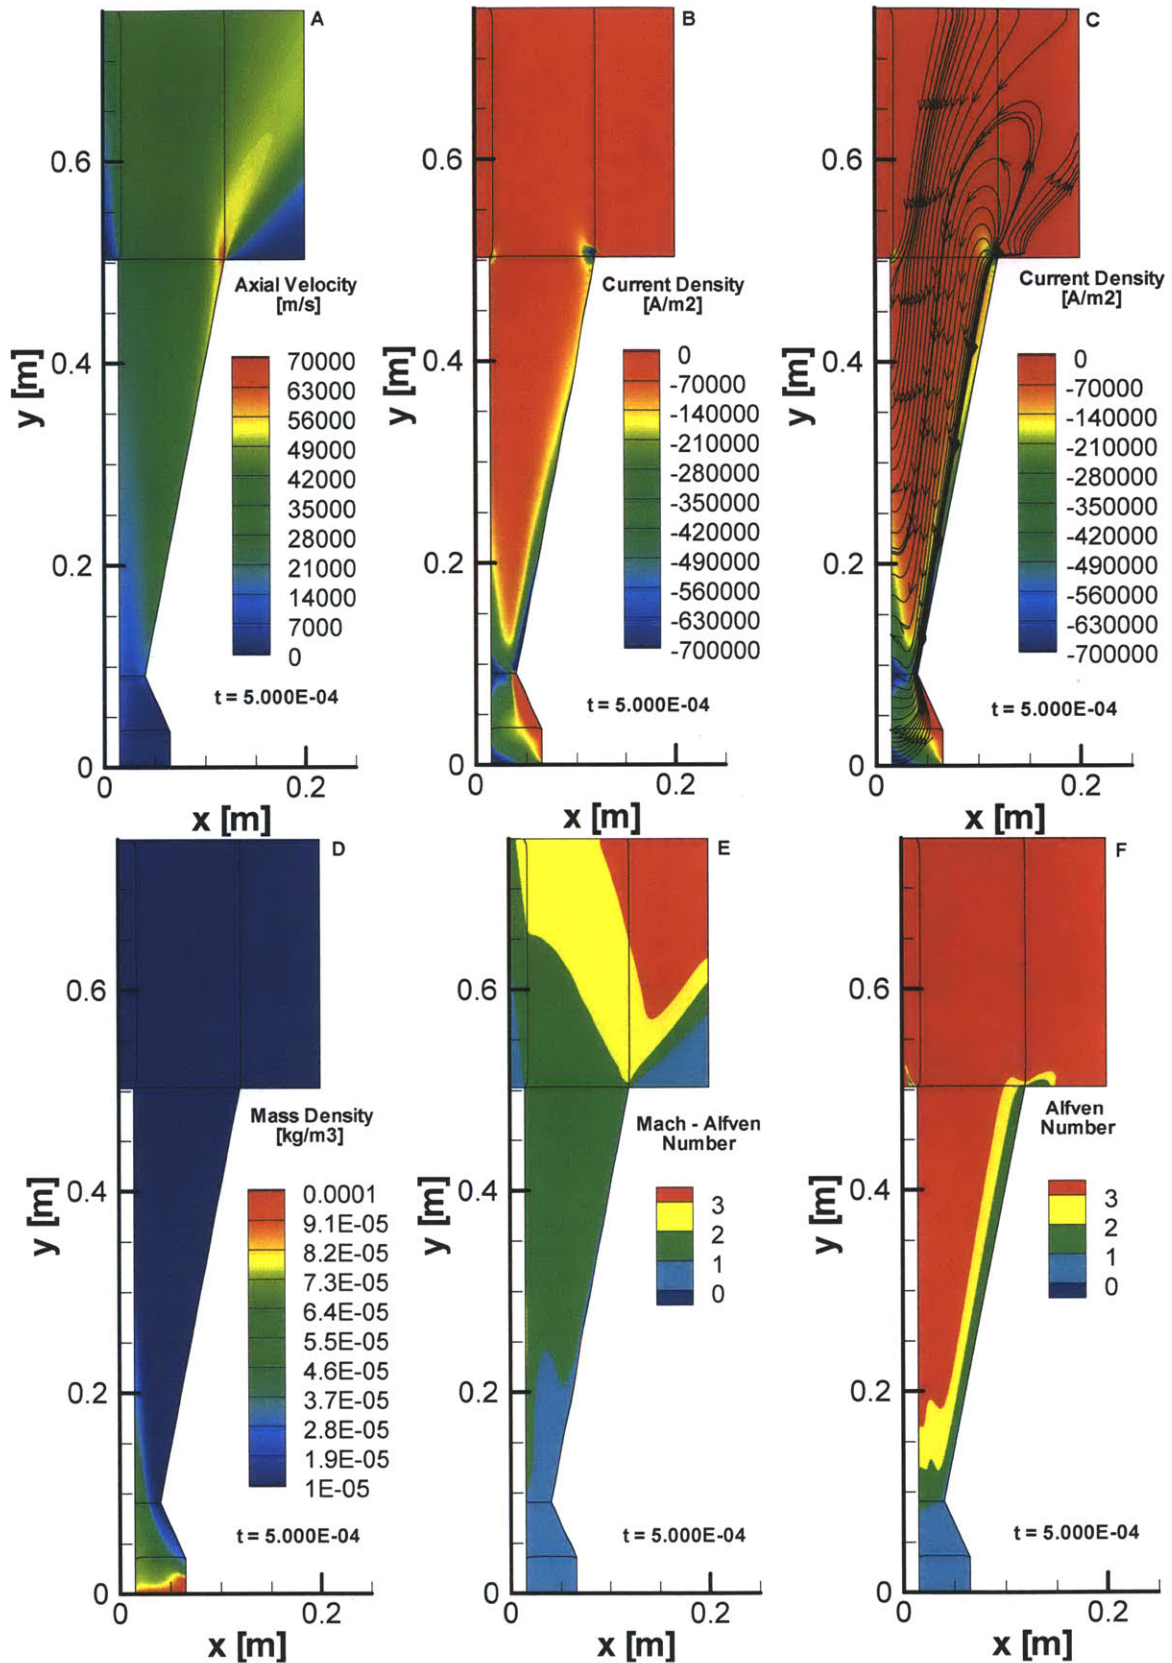 A
0.6
Axial Velocity
[m/s]
70000
63000
56000
49000
42000
35000
28000
21000
14000
7000
0
0.4
y [m]
0.2
t = 5.000E-04
0
0
0.2
x [m]
B
0.6
Current Density
[A/m2]
0
-70000
-140000
-210000
-280000
-350000
-420000
-490000
-560000
-630000
-700000
0.4
y [m]
0.2
t = 5.000E-04
0
0
0.2
x [m]
C
0.6
Current Density
[A/m2]
0
-70000
-140000
-210000
-280000
-350000
-420000
-490000
-560000
-630000
-700000
0.4
y [m]
0.2
t = 5.000E-04
0
0
0.2
x [m]
D
0.6
Mass Density
[kg/m3]
0.0001
9.1E-05
8.2E-05
7.3E-05
6.4E-05
5.5E-05
4.6E-05
3.7E-05
2.8E-05
1.9E-05
1E-05
0.4
y [m]
0.2
t = 5.000E-04
0
0
0.2
x [m]
E
0.6
Mach - Alfven
Number
3
2
1
0
0.4
y [m]
0.2
t = 5.000E-04
0
0
0.2
x [m]
F
0.6
Alfven
Number
3
2
1
0
0.4
y [m]
0.2
t = 5.000E-04
0
0
0.2
x [m]